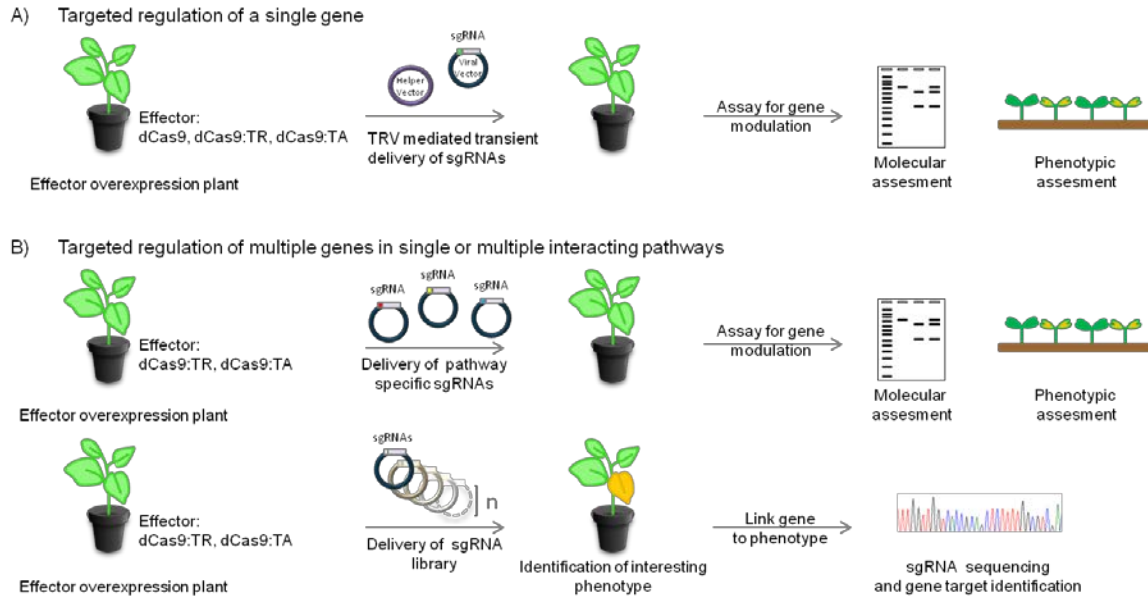 A) Targeted regulation of a single gene
sgRNA
Viral
Vector
Helper
Vector
Effector:
dCas9, dCas9:TR, dCas9:TA
TRV mediated transient
delivery of sgRNAs
Effector overexpression plant
Assay for gene
modulation
Molecular
assesment
Phenotypic
assesment
B) Targeted regulation of multiple genes in single or multiple interacting pathways
sgRNA
sgRNA
sgRNA
Effector:
dCas9:TR, dCas9:TA
Delivery of pathway
specific sgRNAs
Effector overexpression plant
Assay for gene
modulation
Molecular
assesment
Phenotypic
assesment
sgRNAs
n
Effector:
dCas9:TR, dCas9:TA
Delivery of sgRNA
library
Effector overexpression plant
Identification of interesting
phenotype
Link gene
to phenotype
sgRNA sequencing
and gene target identification